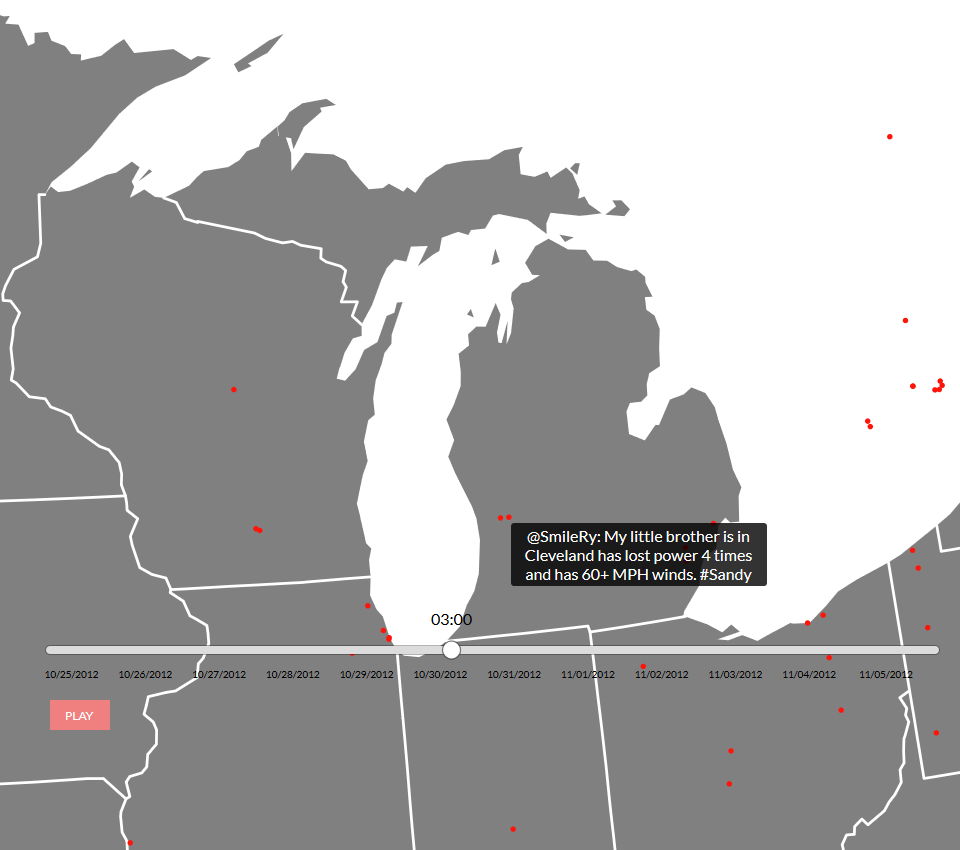 @SmileRy: My little brother is in
Cleveland has lost power 4 times
and has 60+ MPH winds. #Sandy
03:00
10/25/2012 10/26/2012 10/27/2012 10/28/2012 10/29/2012 10/30/2012 10/31/2012 11/01/2012 11/02/2012 11/03/2012 11/04/2012 11/05/2012
PLAY